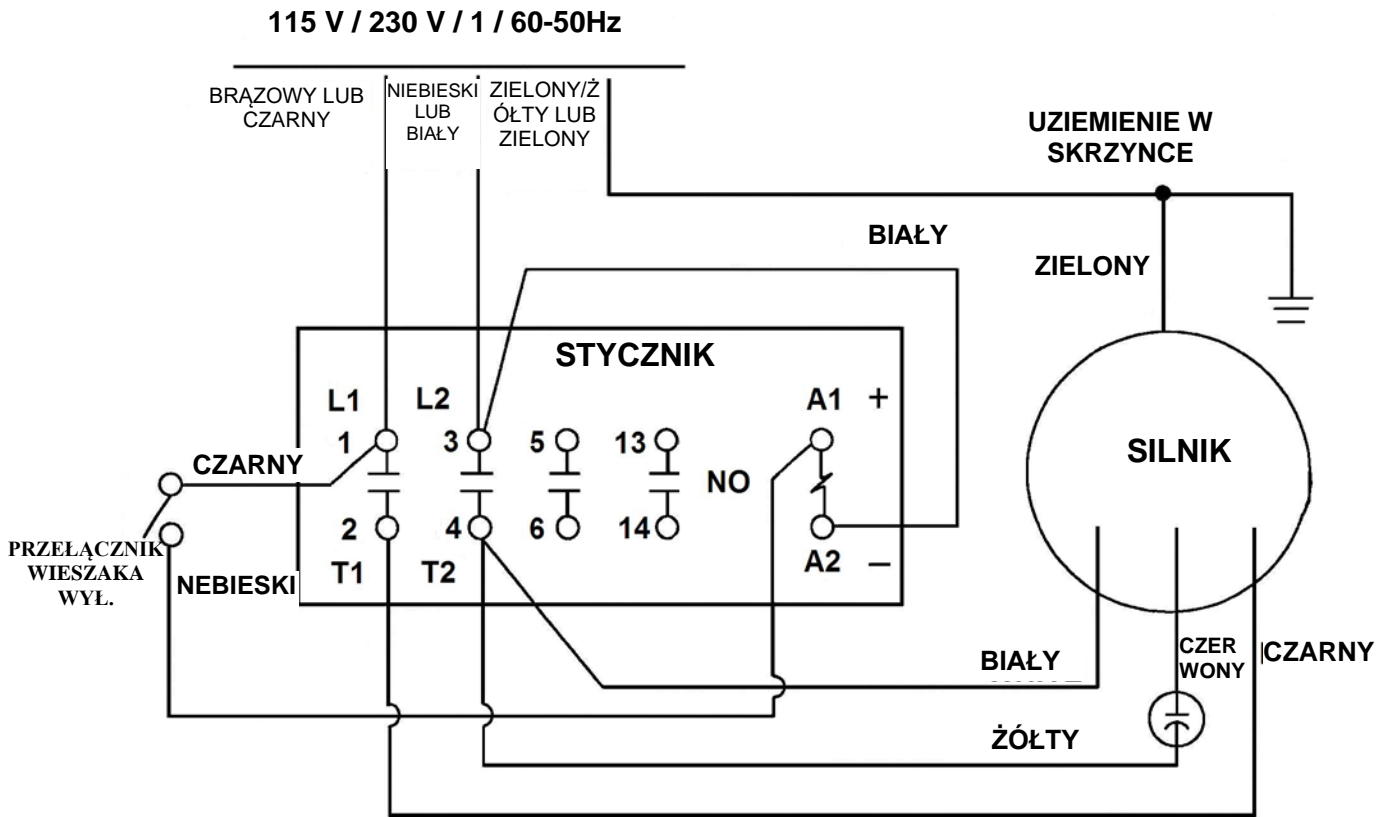 115 V / 230 V / 1 / 60-50Hz
BRĄZOWY LUB
CZARNY
NIEBIESKI
LUB
BIAŁY
ZIELONY/Ż
ÓŁTY LUB
ZIELONY
UZIEMIENIE W
SKRZYNCE
BIAŁY
ZIELONY
STYCZNIK
L1 L2 A1 +
1 3 5 13
NO
CZARNY
SILNIK
2 4 6 14
PRZEŁĄCZNIK
WIESZAKA
WYŁ.
NEBIESKI
T1 T2 A2 –
BIAŁY
CZER
WONY
CZARNY
ŻÓŁTY